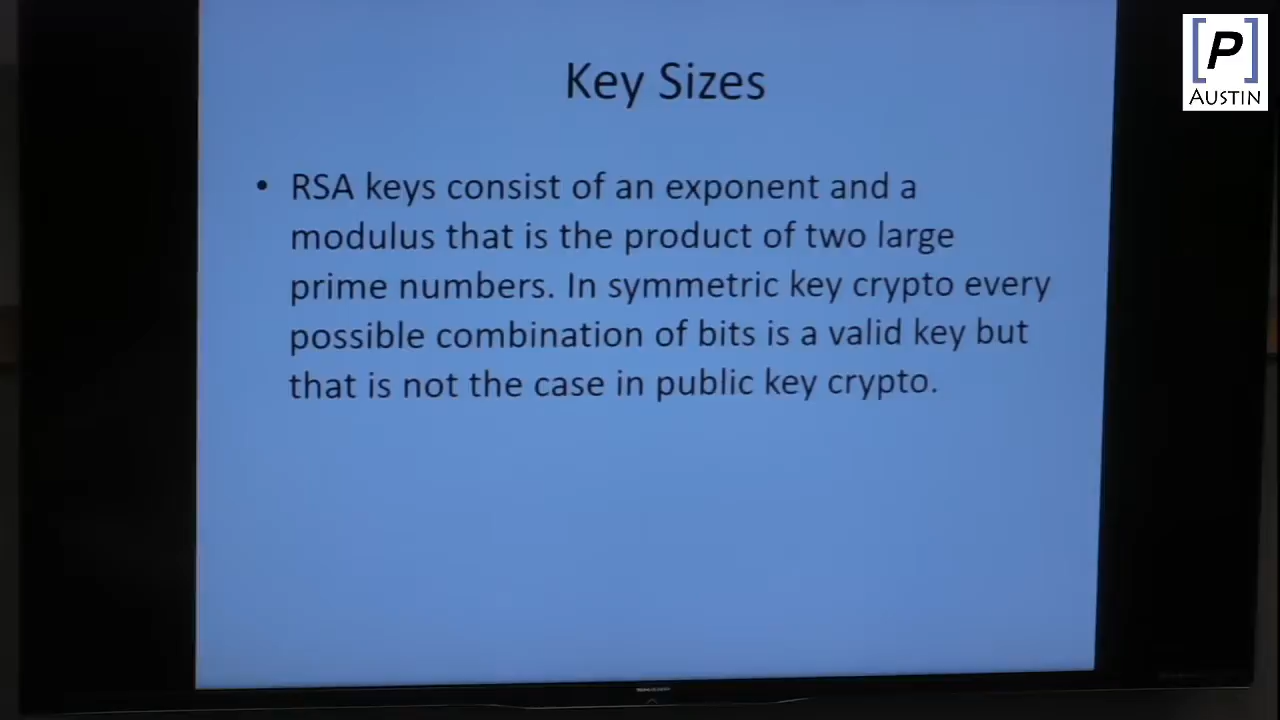 [P]
AUSTIN
Key Sizes
• RSA keys consist of an exponent and a
modulus that is the product of two large
prime numbers. In symmetric key crypto every
possible combination of bits is a valid key but
that is not the case in public key crypto.